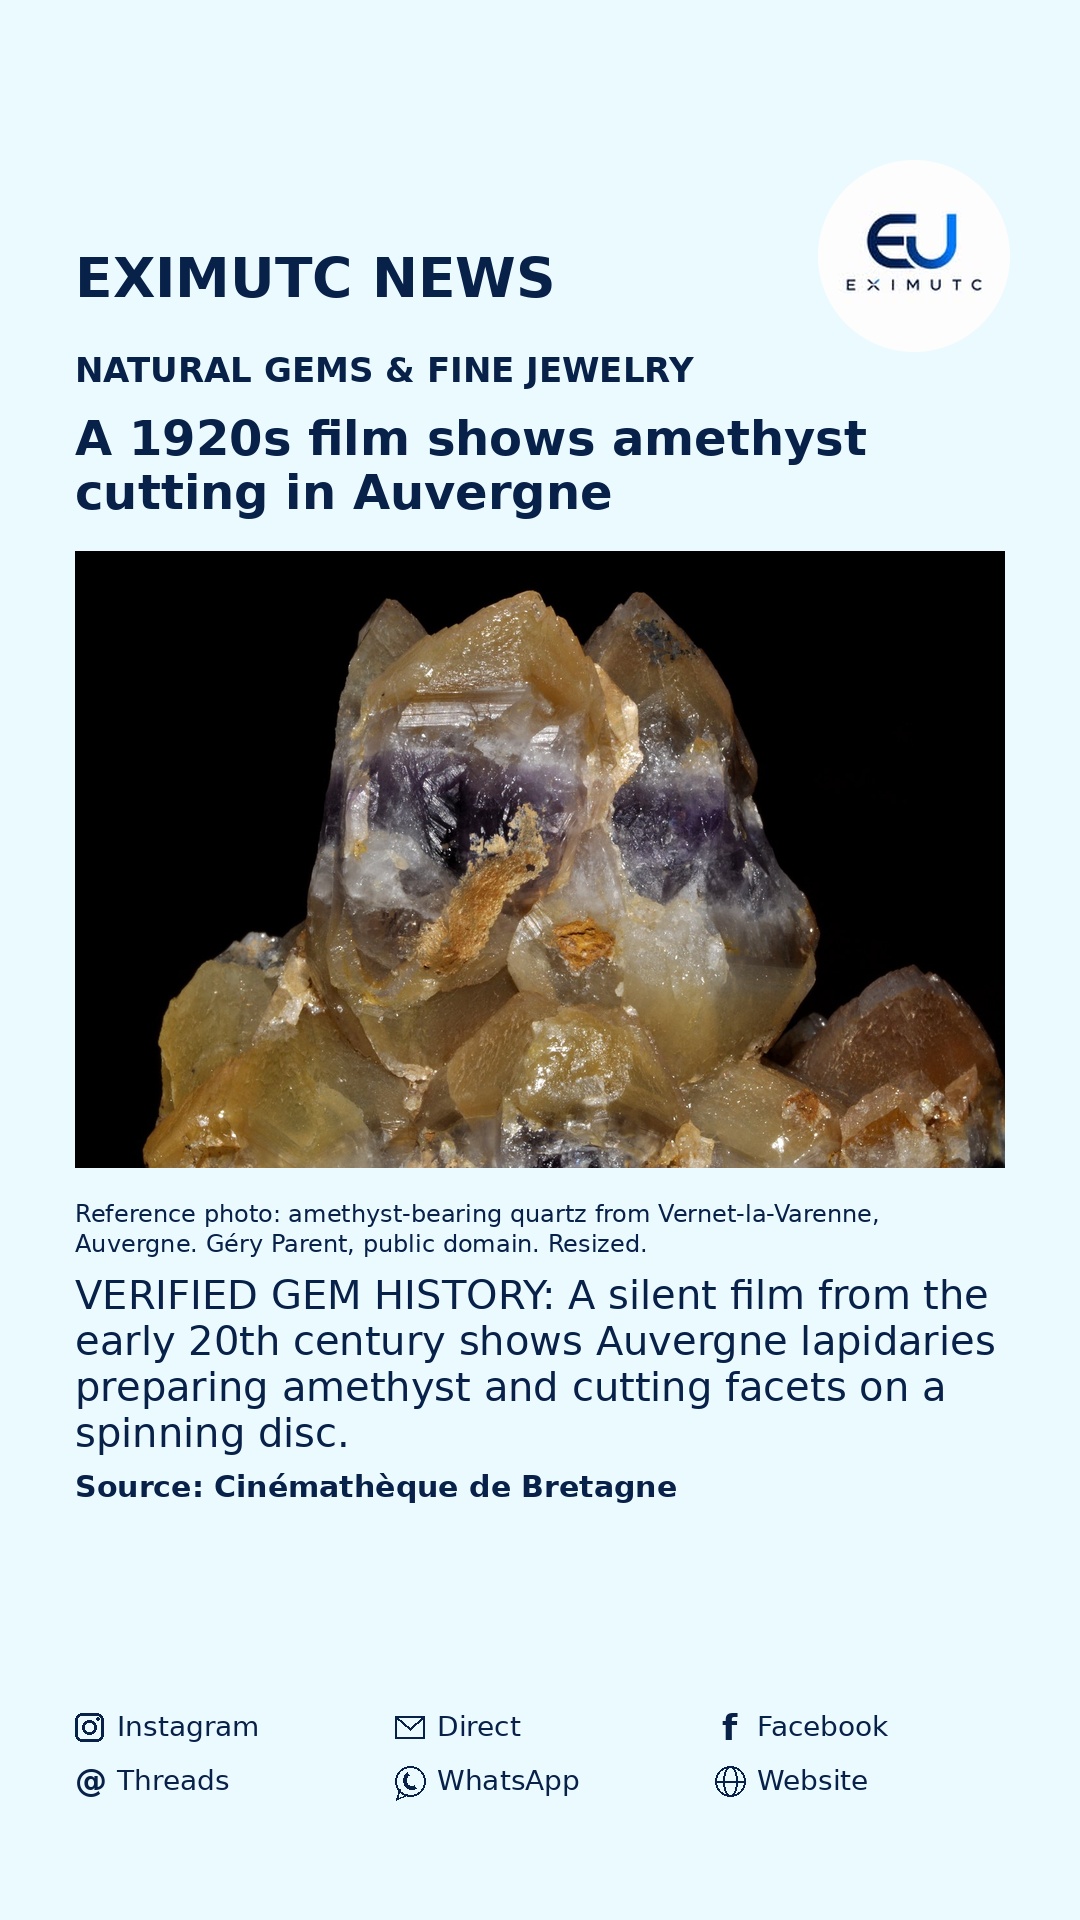 EU
EXIMUTC
EXIMUTC NEWS
NATURAL GEMS & FINE JEWELRY
A 1920s film shows amethyst
cutting in Auvergne
Reference photo: amethyst-bearing quartz from Vernet-la-Varenne,
Auvergne. Géry Parent, public domain. Resized.
VERIFIED GEM HISTORY: A silent film from the
early 20th century shows Auvergne lapidaries
preparing amethyst and cutting facets on a
spinning disc.
Source: Cinémathèque de Bretagne
Instagram
Direct
f Facebook
@ Threads
WhatsApp
Website